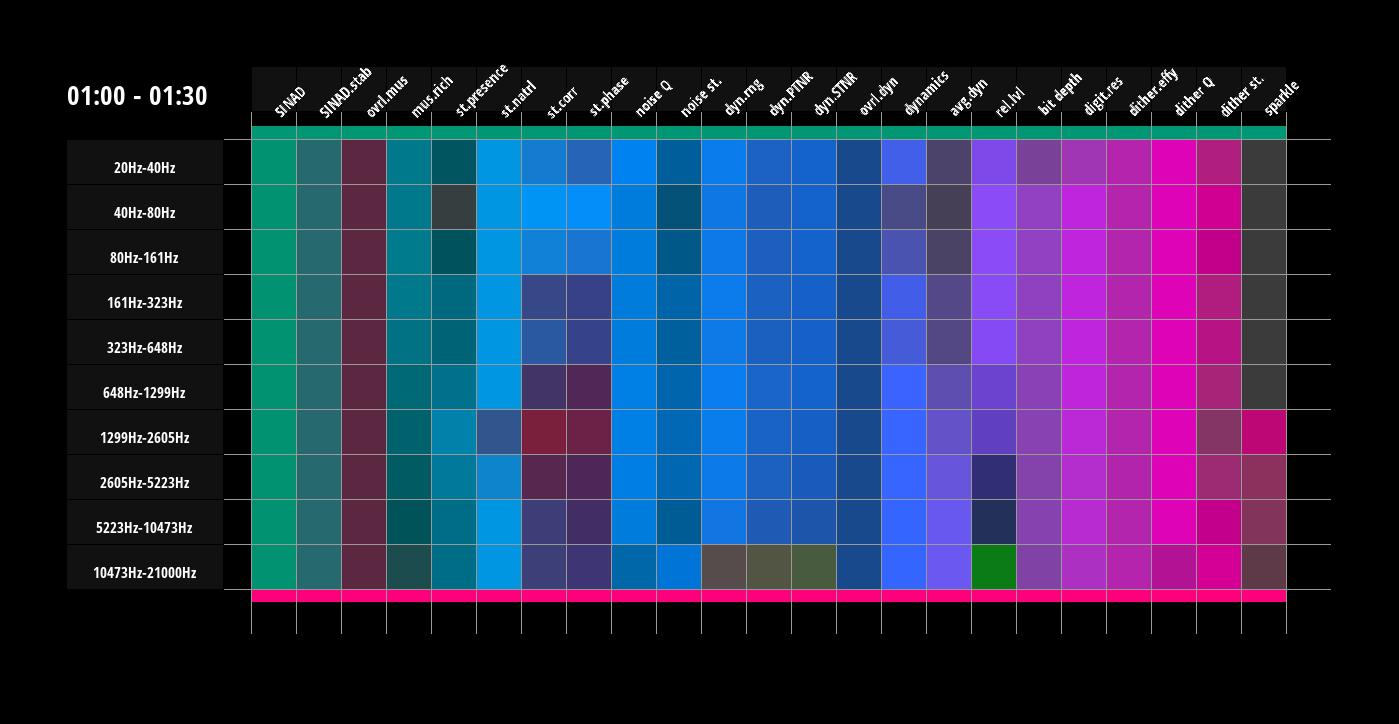 01:00 - 01:30
SINAD
SINAD.stab
ovrl.mus
mus.rich
st.presence
st.natrl
st.corr
st.phase
noise Q
noise st.
dyn.rng
dyn.PTNR
dyn.STNR
ovrl.dyn
dynamics
avg.dyn
rel.lvl
bit depth
digit.res
dither.effy
dither Q
dither st.
sparkle
20Hz-40Hz
40Hz-80Hz
80Hz-161Hz
161Hz-323Hz
323Hz-648Hz
648Hz-1299Hz
1299Hz-2605Hz
2605Hz-5223Hz
5223Hz-10473Hz
10473Hz-21000Hz